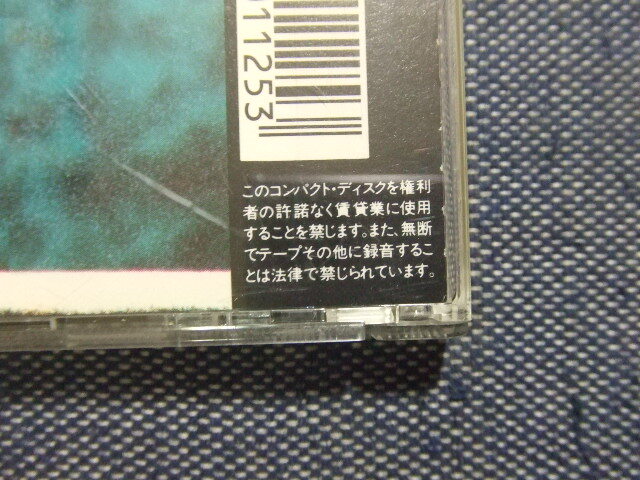 11253
このコンパクト・ディスクを権利
者の許諾なく賃貸業に使用
することを禁じます。また、無断
でテープその他に録音するこ
とは法律で禁じられています。